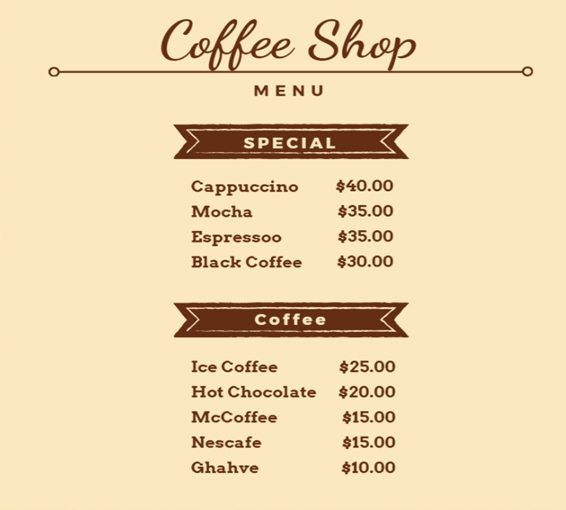 Coffee Shop
MENU
SPECIAL
Cappuccino $40.00
Mocha $35.00
Espressoo $35.00
Black Coffee $30.00
Coffee
Ice Coffee $25.00
Hot Chocolate $20.00
McCoffee $15.00
Nescafe $15.00
Ghahve $10.00